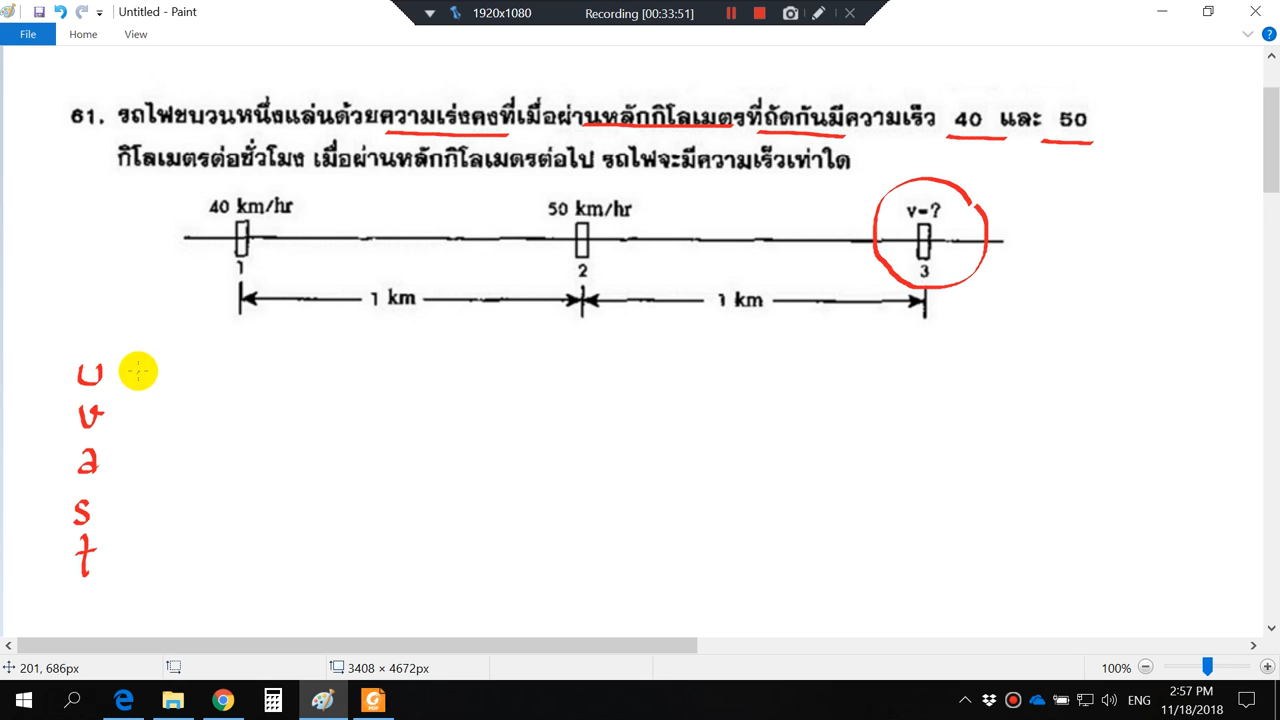 Untitled - Paint
1920x1080
Recording [00:33:51]
File Home View
61. รถไฟขบวนหนึ่งแล่นด้วยความเร่งคงที่เมื่อผ่านหลักกิโลเมตรที่ถัดกันมีความเร็ว 40 และ 50
กิโลเมตรต่อชั่วโมง เมื่อผ่านหลักกิโลเมตรต่อไป รถไฟจะมีความเร็วเท่าใด
40 km/hr 50 km/hr v=?
1 2 3
1 km 1 km
u
v
a
s
t
201, 686px 3408 × 4672px 100%
ENG 2:57 PM
11/18/2018